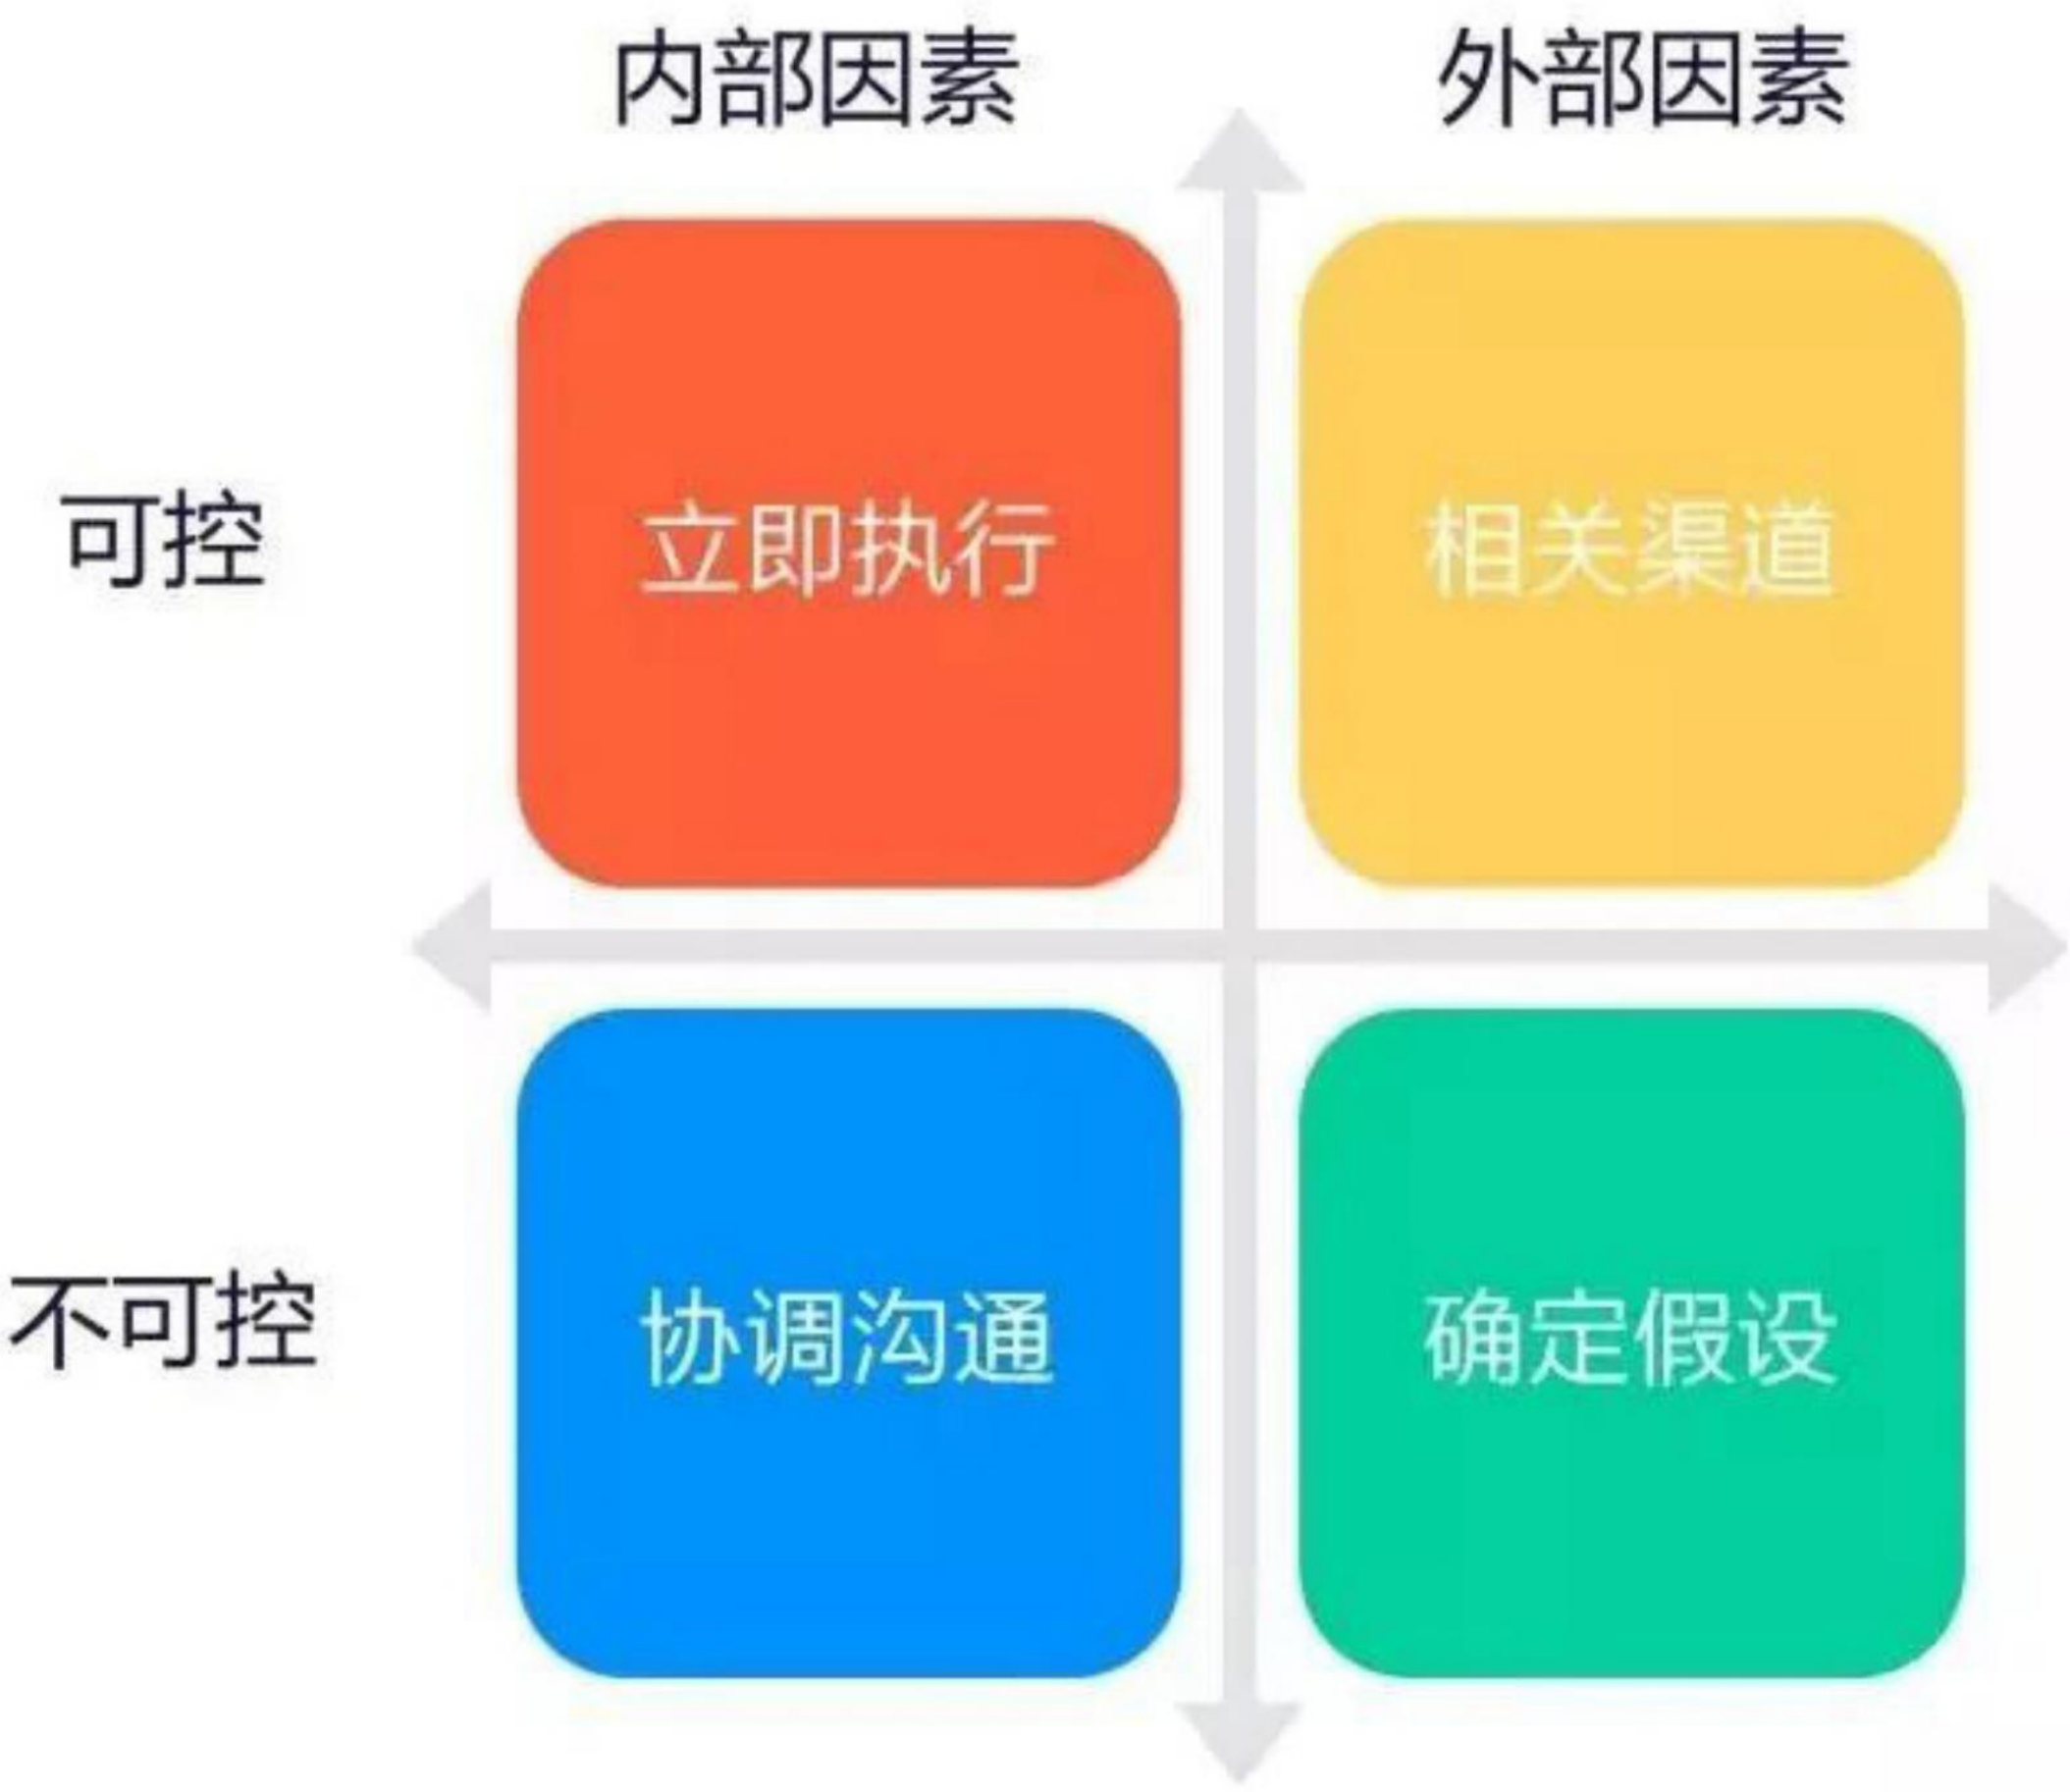 内部因素
外部因素
可控
立即执行
相关渠道
不可控
协调沟通
确定假设